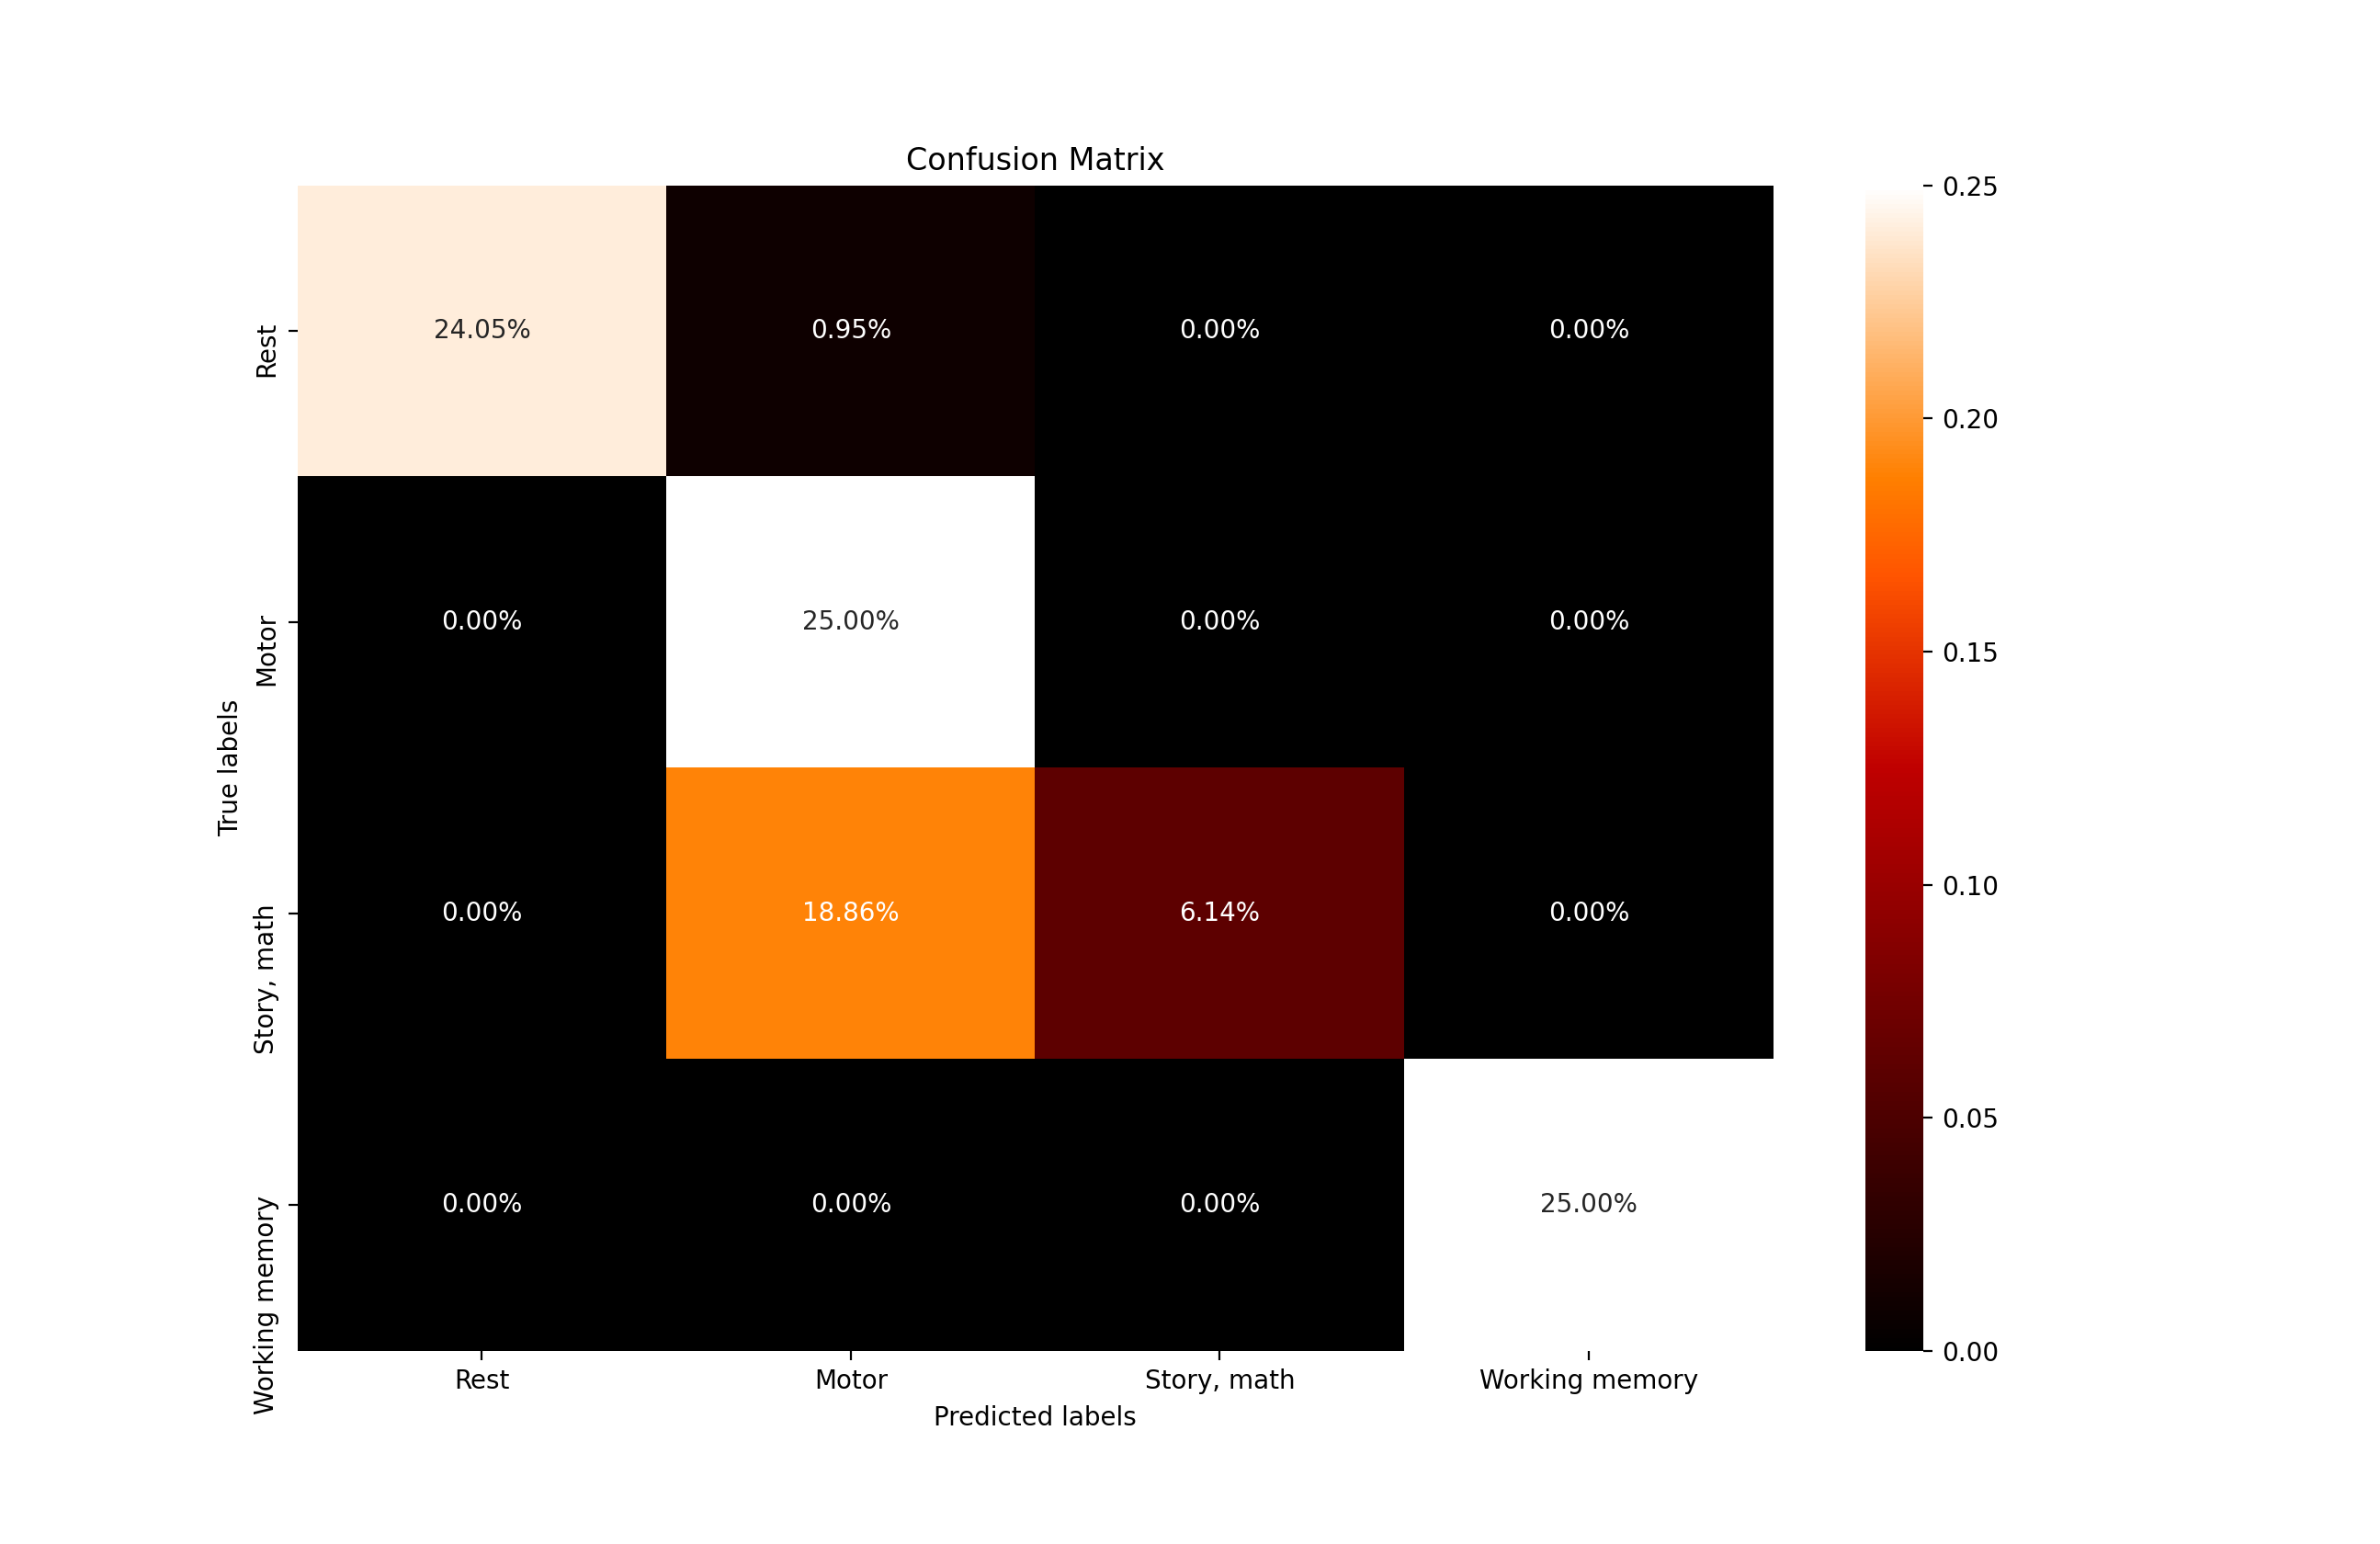 Confusion Matrix
True labels
Rest
24.05%
0.95%
0.00%
0.00%
Motor
0.00%
25.00%
0.00%
0.00%
Story, math
0.00%
18.86%
6.14%
0.00%
Working memory
0.00%
0.00%
0.00%
25.00%
Rest
Motor
Story, math
Working memory
Predicted labels
0.25
0.20
0.15
0.10
0.05
0.00